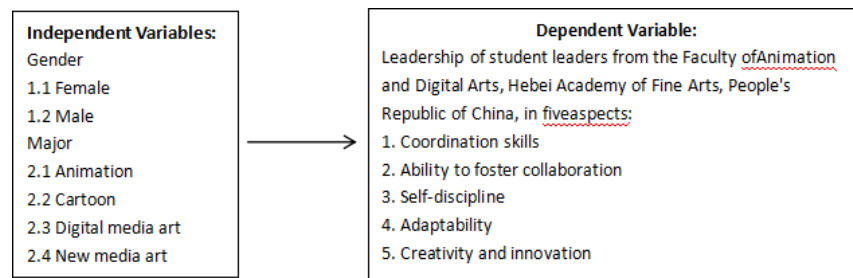 Independent Variables:
Gender
1.1 Female
1.2 Male
Major
2.1 Animation
2.2 Cartoon
2.3 Digital media art
2.4 New media art
Dependent Variable:
Leadership of student leaders from the Faculty ofAnimation
and Digital Arts, Hebei Academy of Fine Arts, People's
Republic of China, in fiveaspects:
1. Coordination skills
2. Ability to foster collaboration
3. Self-discipline
4. Adaptability
5. Creativity and innovation